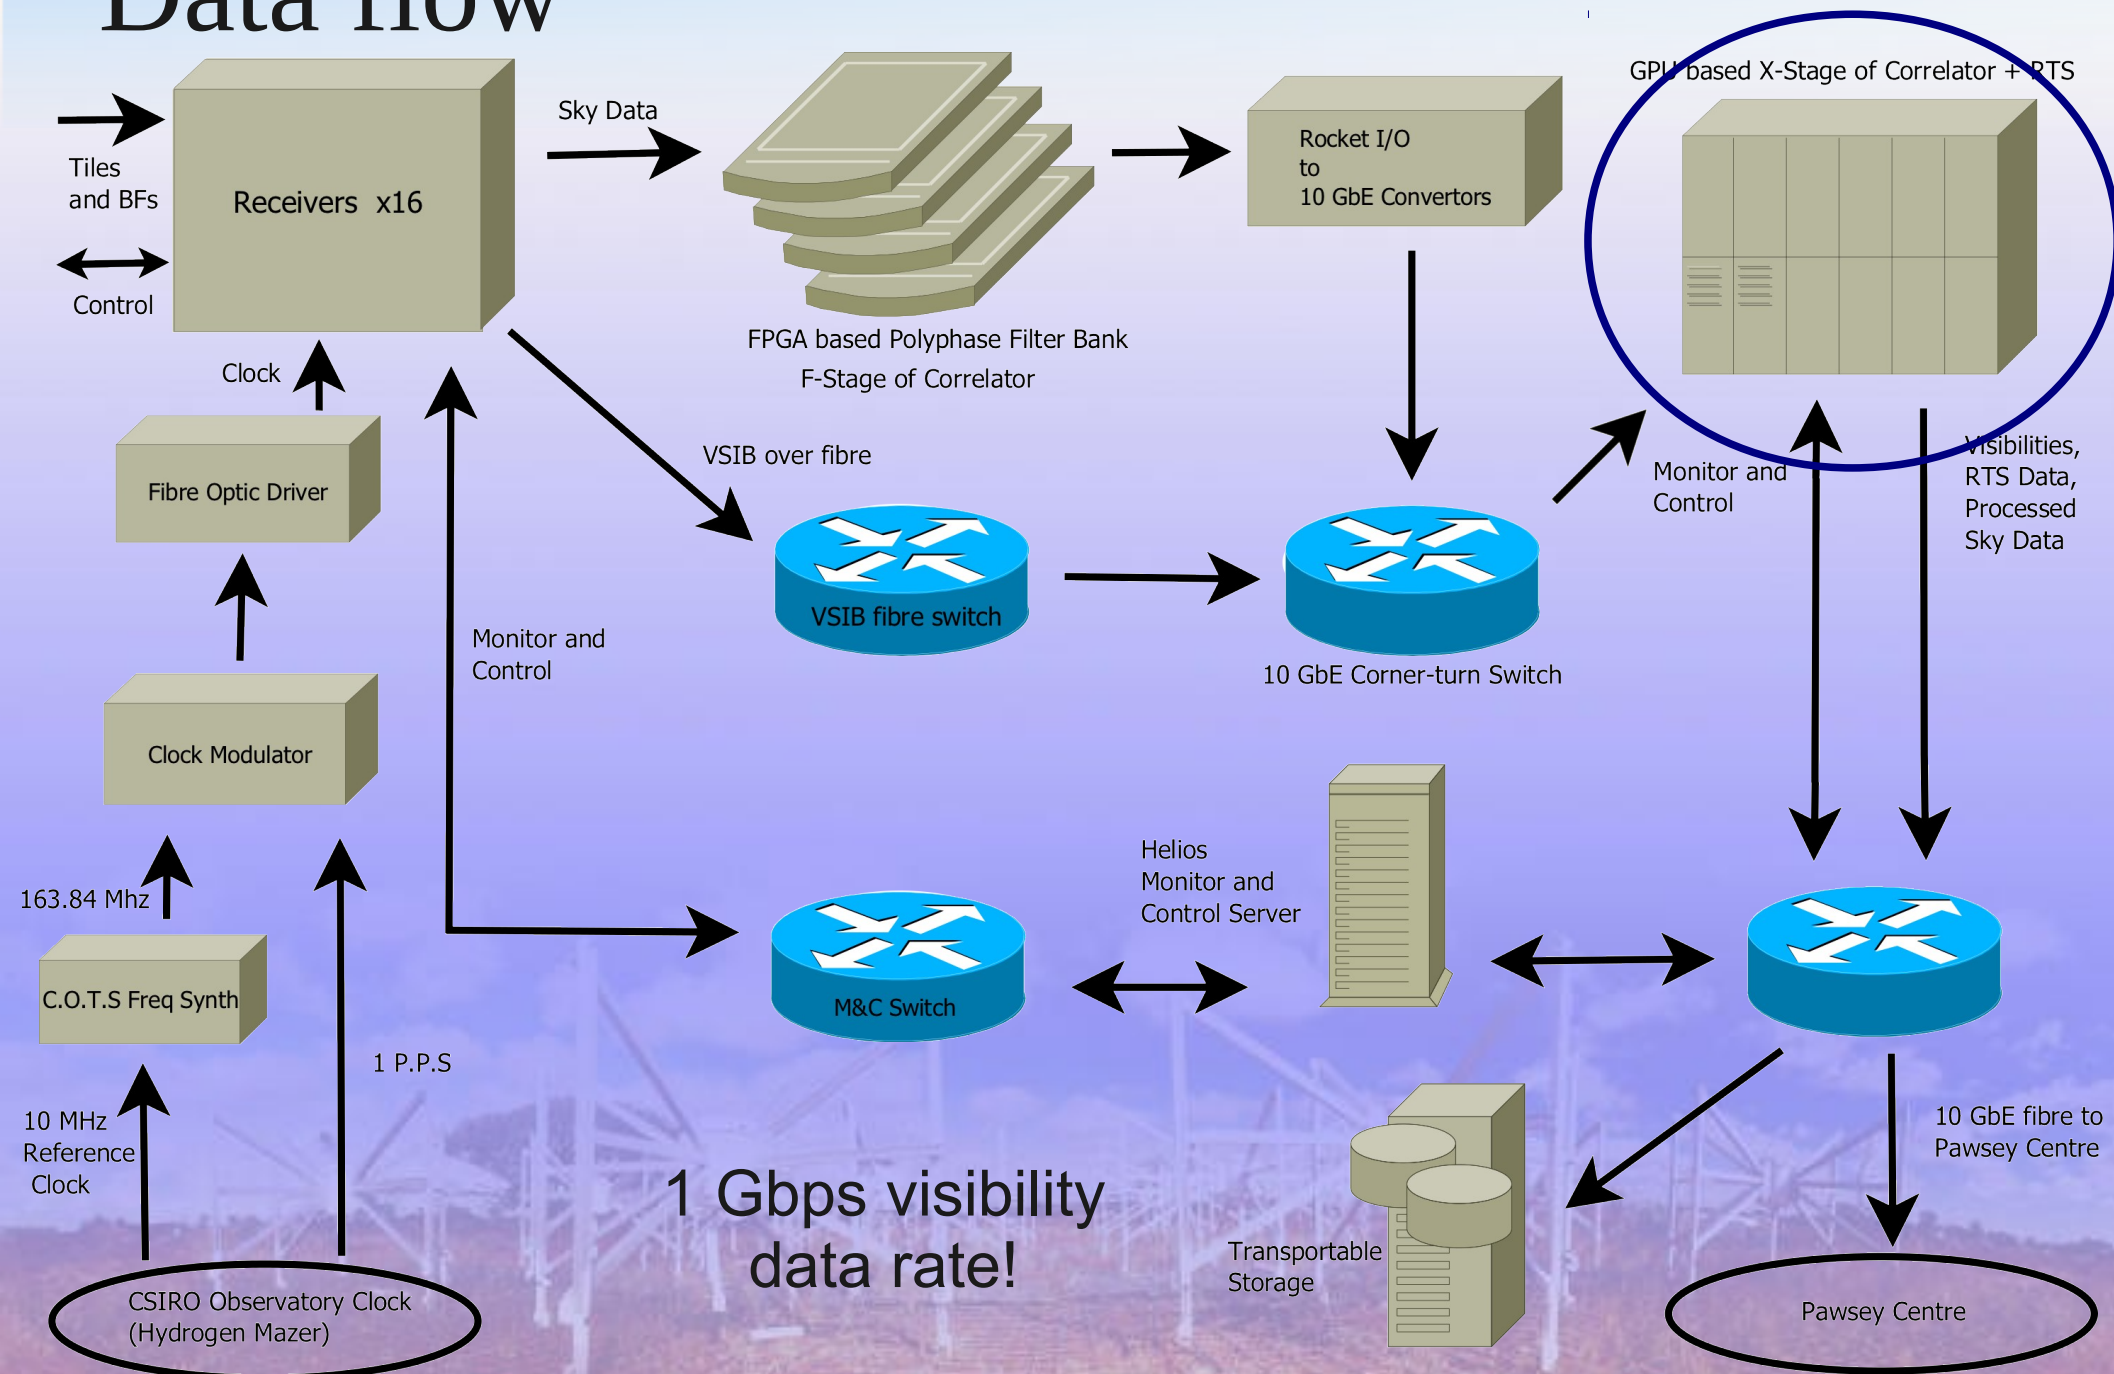 Data flow
GPU based X-Stage of Correlator + RTS
Sky Data
Tiles
and BFs
Receivers  x16
Control
Rocket I/O
to
10 GbE Convertors
FPGA based Polyphase Filter Bank
F-Stage of Correlator
Clock
Fibre Optic Driver
VSIB over fibre
Monitor and
Control
Visibilities,
RTS Data,
Processed
Sky Data
VSIB fibre switch
10 GbE Corner-turn Switch
Monitor and
Control
Clock Modulator
163.84 Mhz
C.O.T.S Freq Synth
Helios
Monitor and
Control Server
M&C Switch
1 P.P.S
10 MHz
Reference
Clock
10 GbE fibre to
Pawsey Centre
1 Gbps visibility
data rate!
Transportable
Storage
CSIRO Observatory Clock
(Hydrogen Mazer)
Pawsey Centre